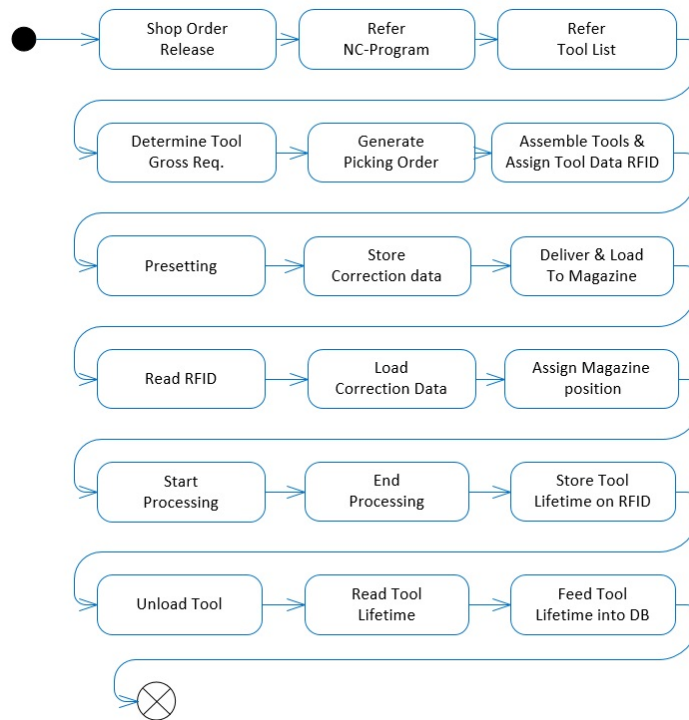 Shop Order
Release
Refer
NC-Program
Refer
Tool List
Determine Tool
Gross Req.
Generate
Picking Order
Assemble Tools &
Assign Tool Data RFID
Presetting
Store
Correction data
Deliver & Load
To Magazine
Read RFID
Load
Correction Data
Assign Magazine
position
Start
Processing
End
Processing
Store Tool
Lifetime on RFID
Unload Tool
Read Tool
Lifetime
Feed Tool
Lifetime into DB